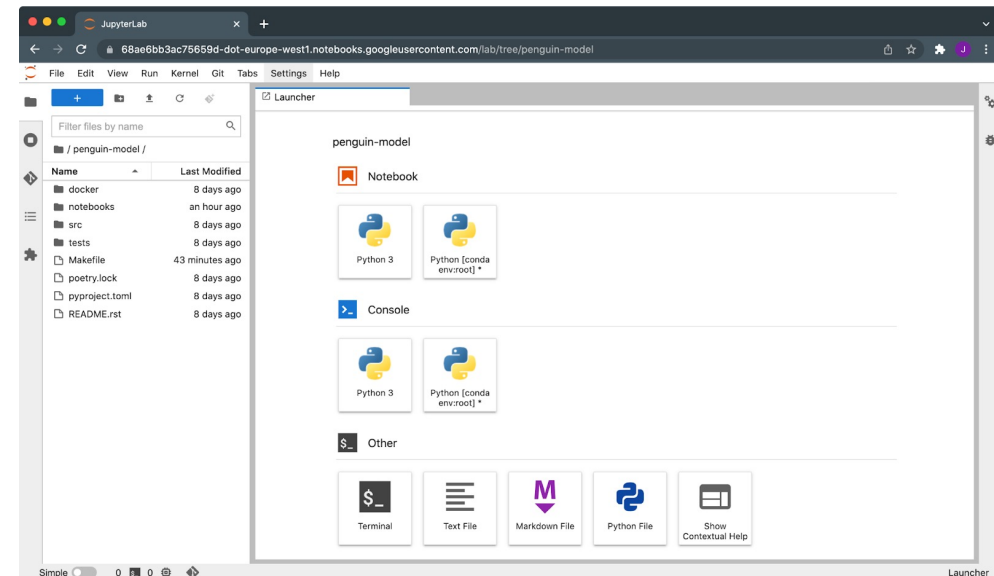 JupyterLab
68ae6bb3ac75659d-dot-europe-west1.notebooks.googleusercontent.com/lab/tree/penguin-model
J
File Edit View Run Kernel Git Tabs Settings Help
Launcher
Filter files by name
/ penguin-model /
Name Last Modified
docker 8 days ago
notebooks an hour ago
src 8 days ago
tests 8 days ago
Makefile 43 minutes ago
poetry.lock 8 days ago
pyproject.toml 8 days ago
README.rst 8 days ago
penguin-model
Notebook
Python 3
Python [conda
env:root] *
Console
Python 3
Python [conda
env:root] *
$_ Other
$_
M
Terminal
Text File
Markdown File
Python File
Show
Contextual Help
Simple 0 0 Launcher